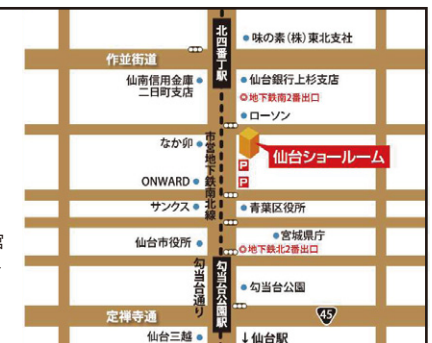 北四番丁駅
味の素(株)東北支社
作並街道
仙南信用金庫
二日町支店
仙台銀行上杉支店
地下鉄南2番出口
ローソン
なか卯
仙台ショールーム
P
P
市営地下鉄南北線
ONWARD
サンクス
青葉区役所
宮城県庁
仙台市役所
地下鉄北2番出口
勾当台通り
勾当台公園駅
勾当台公園
定禅寺通
45
仙台三越
↓仙台駅